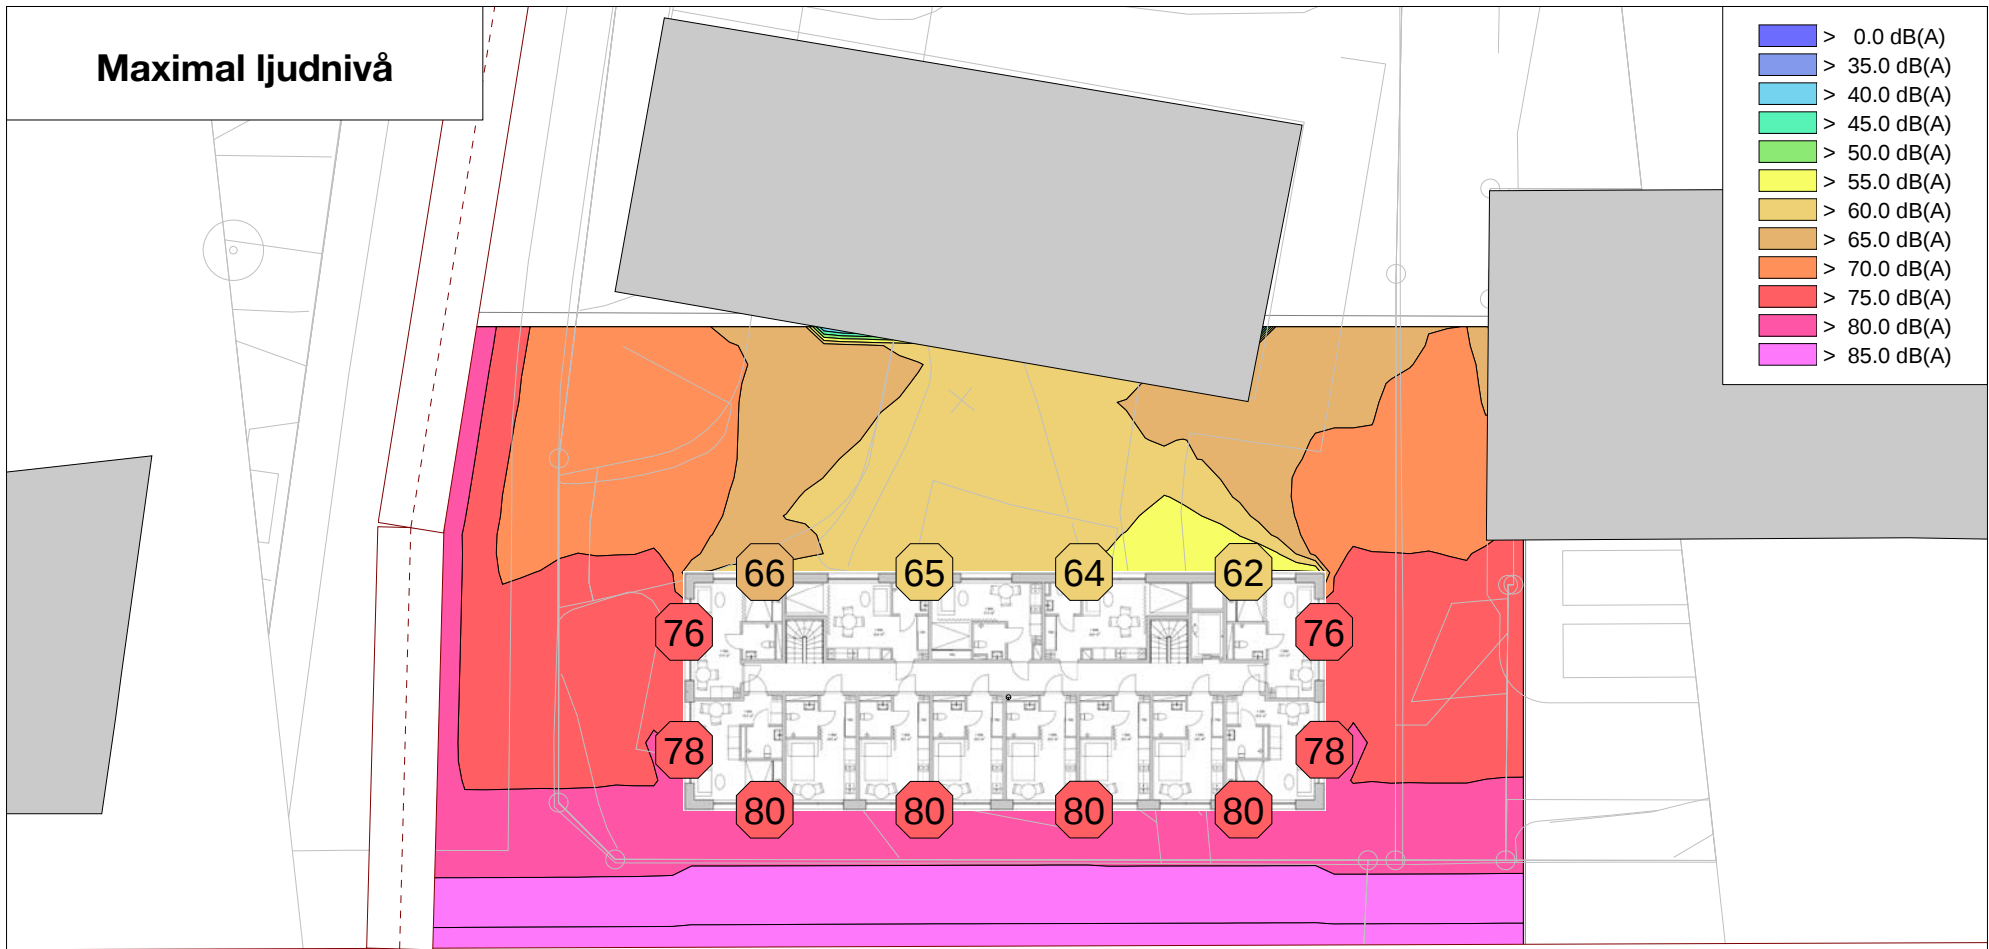 Maximal ljudnivå
> 0.0 dB(A)
> 35.0 dB(A)
> 40.0 dB(A)
> 45.0 dB(A)
> 50.0 dB(A)
> 55.0 dB(A)
> 60.0 dB(A)
> 65.0 dB(A)
> 70.0 dB(A)
> 75.0 dB(A)
> 80.0 dB(A)
> 85.0 dB(A)
66 65 64 62
76 76
78 78
80 80 80 80